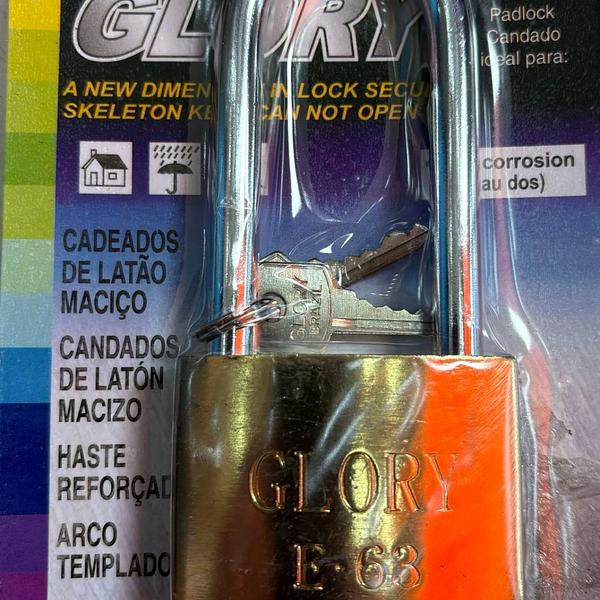 GLORY
Padlock
Candado
ideal para:
A NEW DIMEN IN LOCK SECU
SKELETON KE CAN NOT OPEN
corrosion
au dos)
CADEADOS
DE LATÃO
MACIÇO
CANDADOS
DE LATÓN
MACIZO
HASTE
REFORÇAD
ARCO
TEMPLADO
GLORY
BRAZIL
GLORY
E·63